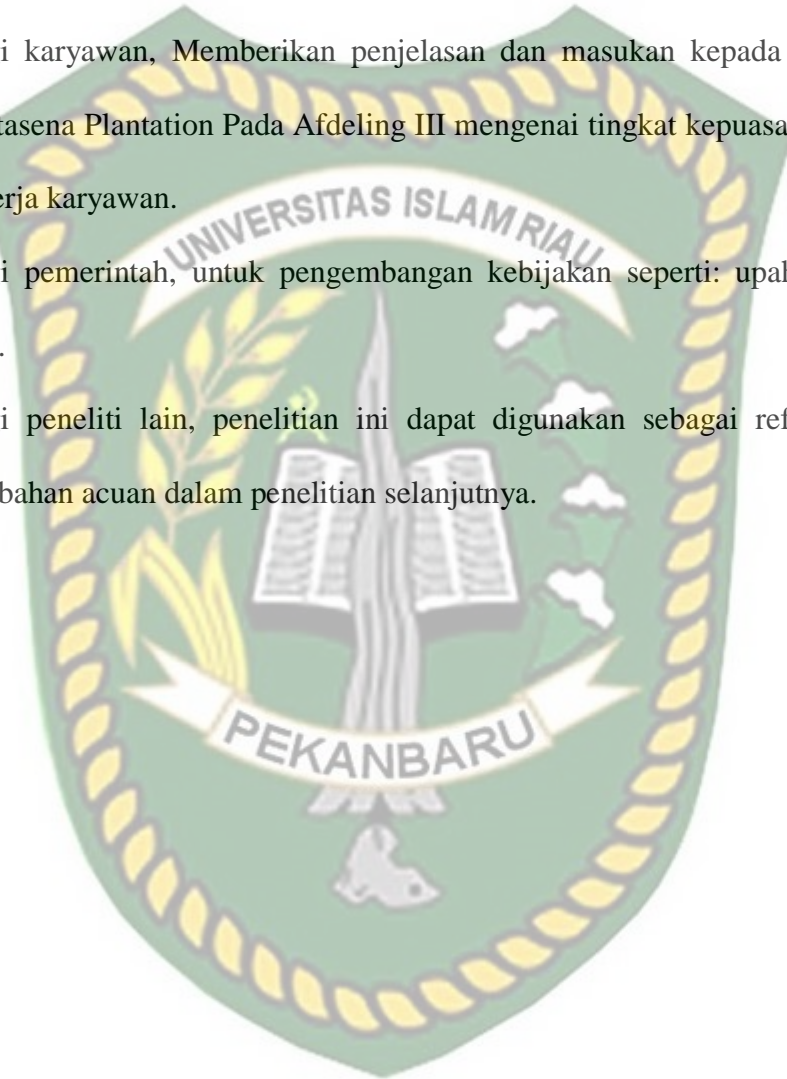 i karyawan, Memberikan penjelasan dan masukan kepada
tasena Plantation Pada Afdeling III mengenai tingkat kepuasa
erja karyawan.
UNIVERSITAS ISLAM RIAU
i pemerintah, untuk pengembangan kebijakan seperti: upah
.
i peneliti lain, penelitian ini dapat digunakan sebagai ref
bahan acuan dalam penelitian selanjutnya.
PEKANBARU